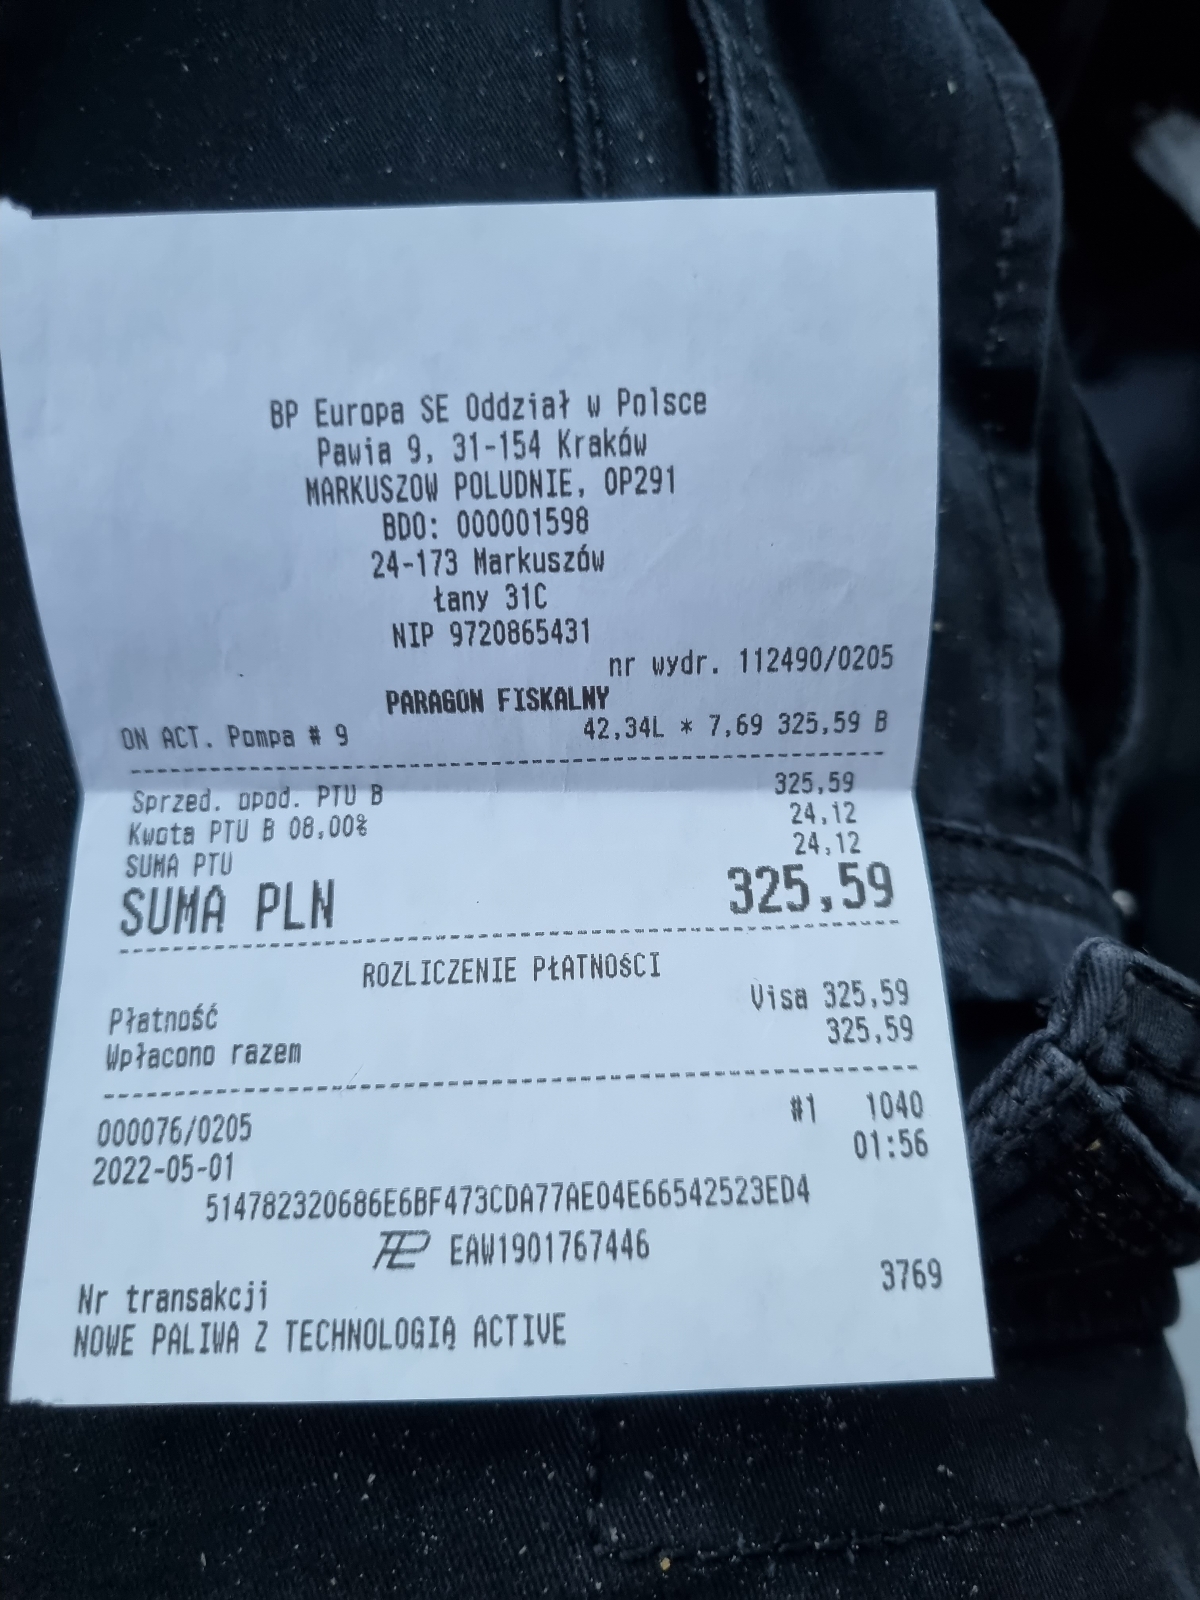 BP Europa SE Oddział w Polsce
Pawia 9, 31-154 Kraków
MARKUSZOW POLUDNIE, OP291
BDO: 000001598
24-173 Markuszów
Łany 31C
NIP 9720865431
nr wydr. 112490/0205
PARAGON FISKALNY
ON ACT. Pompa # 9 42,34L * 7,69 325,59 B
Sprzed. opod. PTU B 325,59
Kwota PTU B 08,00% 24,12
SUMA PTU 24,12
SUMA PLN 325,59
ROZLICZENIE PŁATNOŚCI
Płatność Visa 325,59
Wpłacono razem 325,59
000076/0205 #1 1040
2022-05-01 01:56
514782320686E6BF473CDA77AE04E66542523ED4
EAW1901767446
Nr transakcji 3769
NOWE PALIWA Z TECHNOLOGIĄ ACTIVE